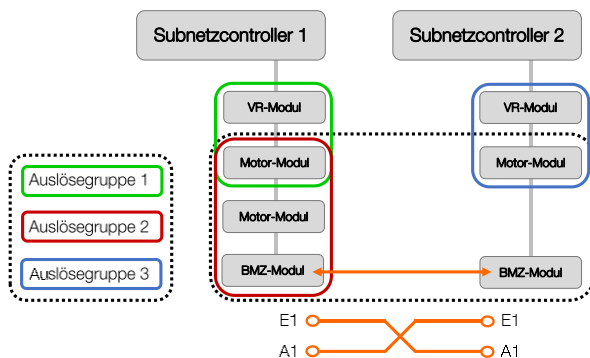 Subnetzcontroller 1
Subnetzcontroller 2
VR-Modul
VR-Modul
Motor-Modul
Motor-Modul
Auslösegruppe 1
Motor-Modul
Auslösegruppe 2
BMZ-Modul
BMZ-Modul
Auslösegruppe 3
E1
E1
A1
A1